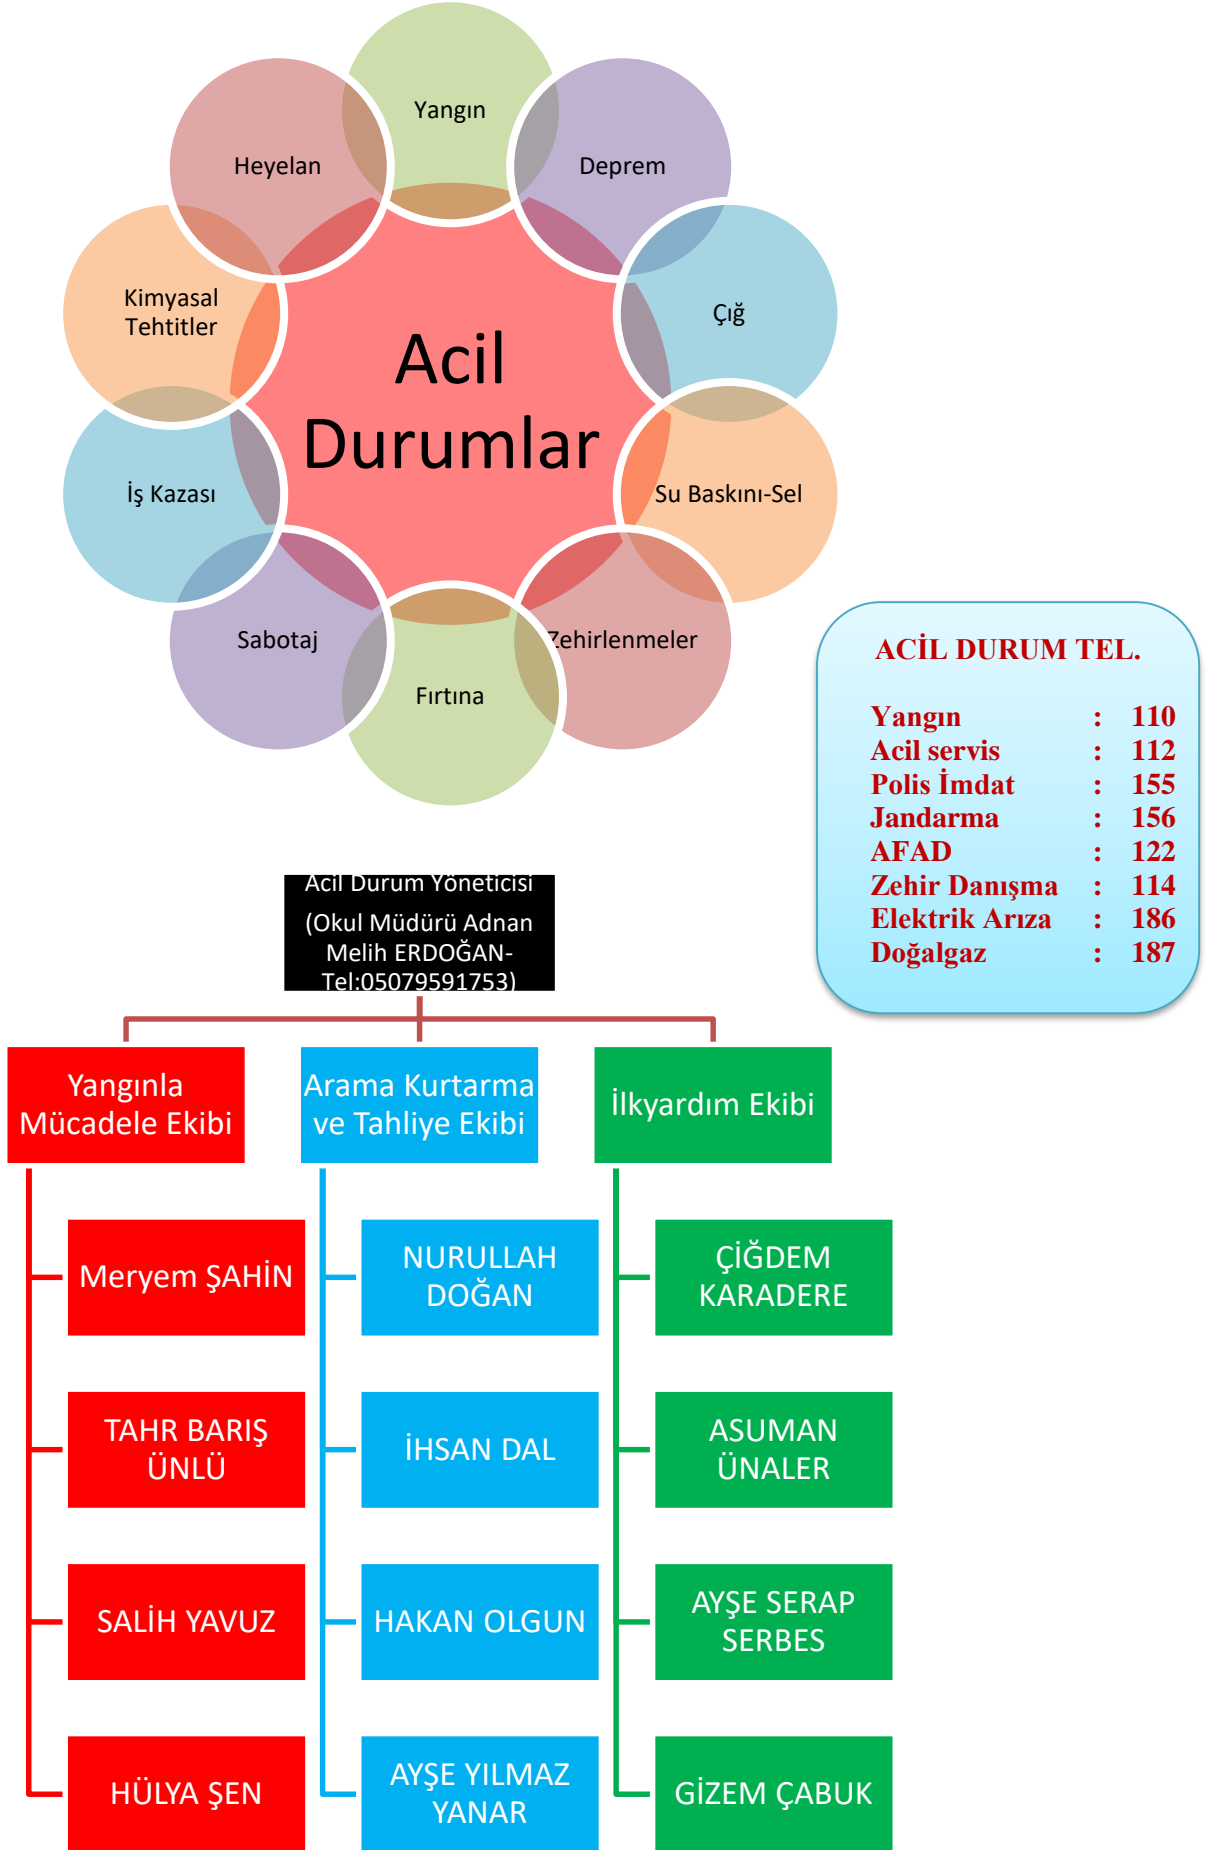 Yangın
Deprem
Çığ
Su Baskını-Sel
Zehirlenmeler
Fırtına
Sabotaj
İş Kazası
Kimyasal
Tehtitler
Heyelan
Acil
Durumlar
ACİL DURUM TEL.
Yangın : 110
Acil servis : 112
Polis İmdat : 155
Jandarma : 156
AFAD : 122
Zehir Danışma : 114
Elektrik Arıza : 186
Doğalgaz : 187
Acil Durum Yöneticisi
(Okul Müdürü Adnan
Melih ERDOĞAN-
Tel:05079591753)
Yangınla
Mücadele Ekibi
Meryem ŞAHİN
TAHR BARIŞ
ÜNLÜ
SALİH YAVUZ
HÜLYA ŞEN
Arama Kurtarma
ve Tahliye Ekibi
NURULLAH
DOĞAN
İHSAN DAL
HAKAN OLGUN
AYŞE YILMAZ
YANAR
İlkyardım Ekibi
ÇİĞDEM
KARADERE
ASUMAN
ÜNALER
AYŞE SERAP
SERBES
GİZEM ÇABUK